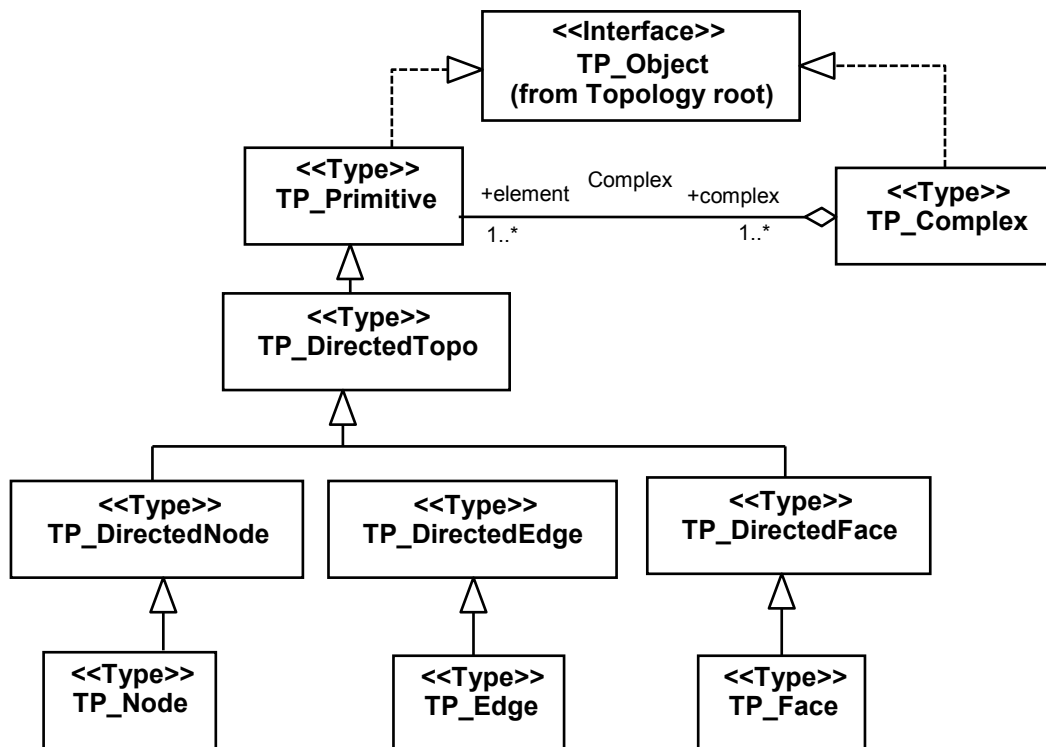 <<Interface>>
TP_Object
(from Topology root)
<<Type>>
TP_Primitive
+element
Complex
+complex
1..*
1..*
<<Type>>
TP_Complex
<<Type>>
TP_DirectedTopo
<<Type>>
TP_DirectedNode
<<Type>>
TP_DirectedEdge
<<Type>>
TP_DirectedFace
<<Type>>
TP_Node
<<Type>>
TP_Edge
<<Type>>
TP_Face